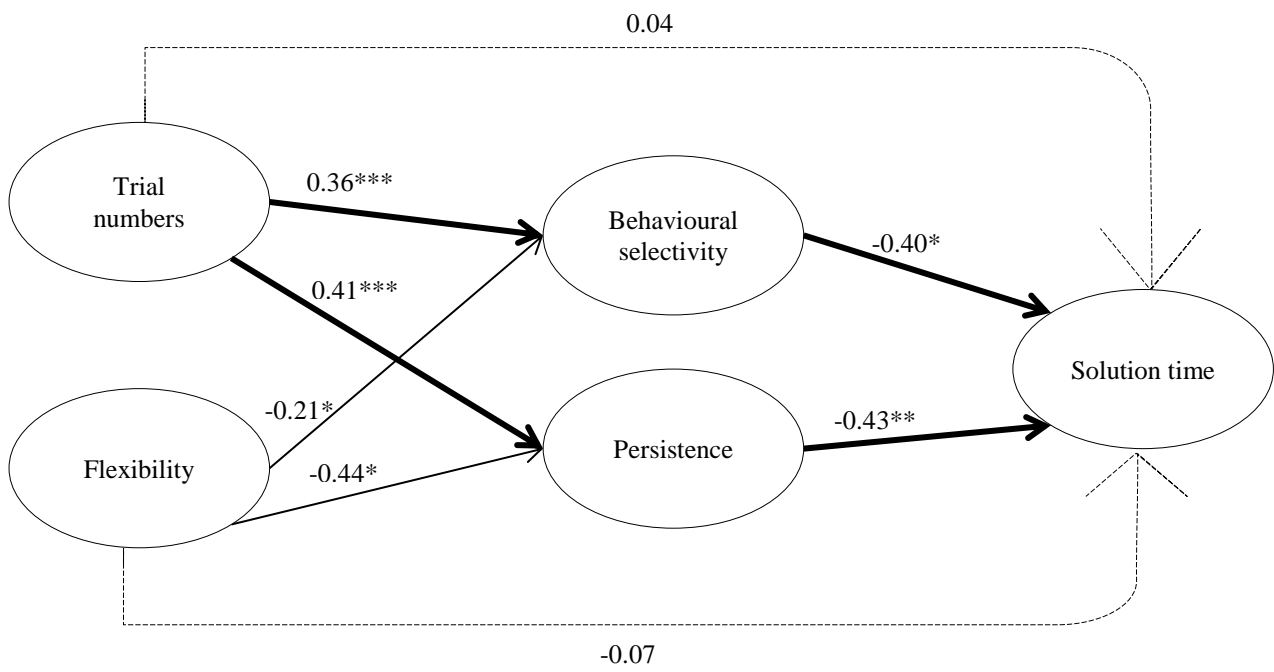 0.04
Trial
numbers
0.36***
Behavioural
selectivity
-0.40*
0.41***
Solution time
-0.21*
Flexibility
-0.44*
Persistence
-0.43**
-0.07